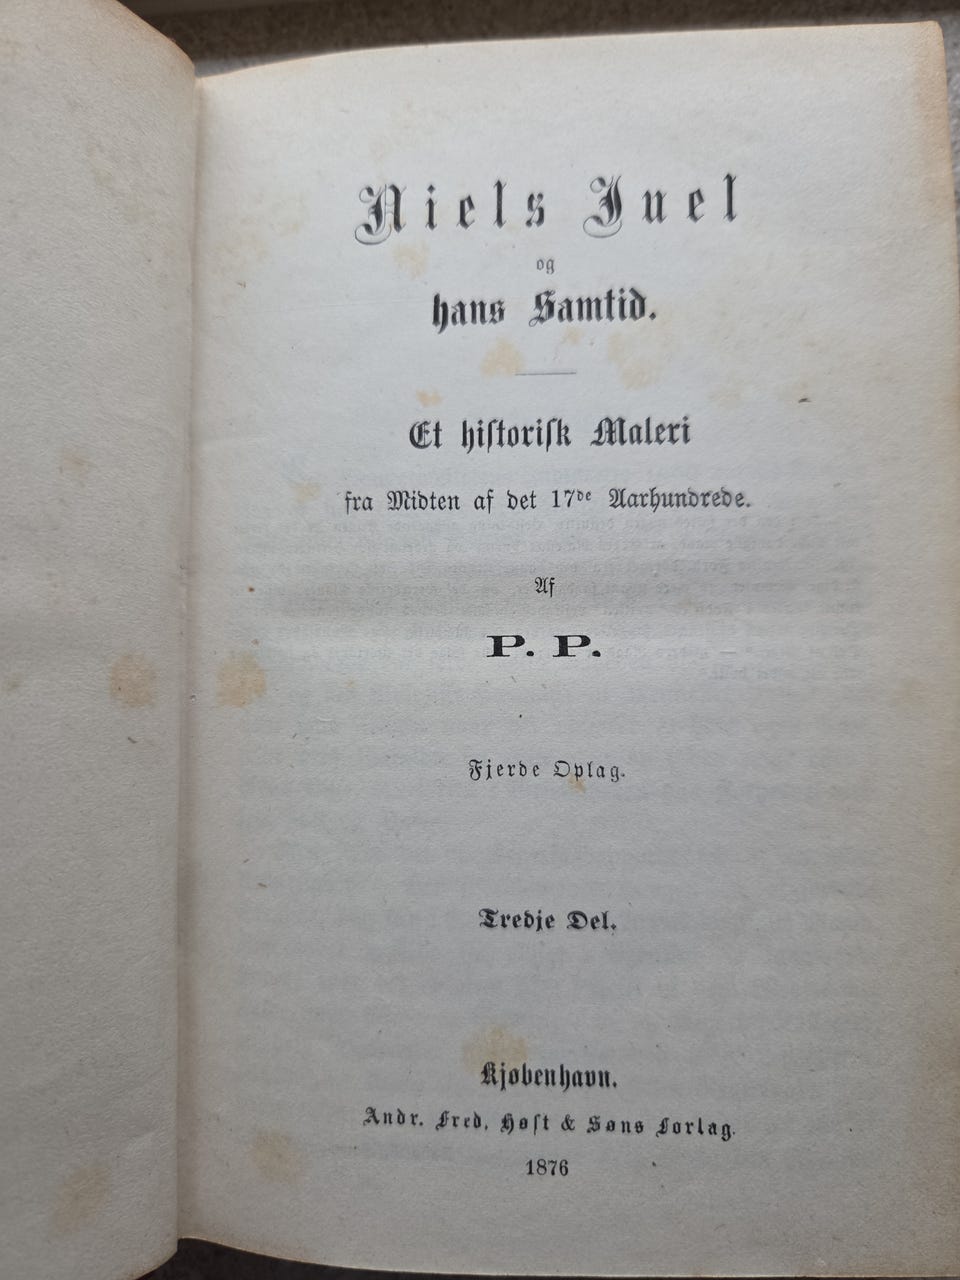 Niels Juel
og
hans Samtid.
Et historisk Maleri
fra Midten af det 17de Aarhundrede.
Af
P. P.
Fjerde Oplag.
Tredje Del.
Kjøbenhavn.
Andr. Fred. Høst & Søns Forlag.
1876